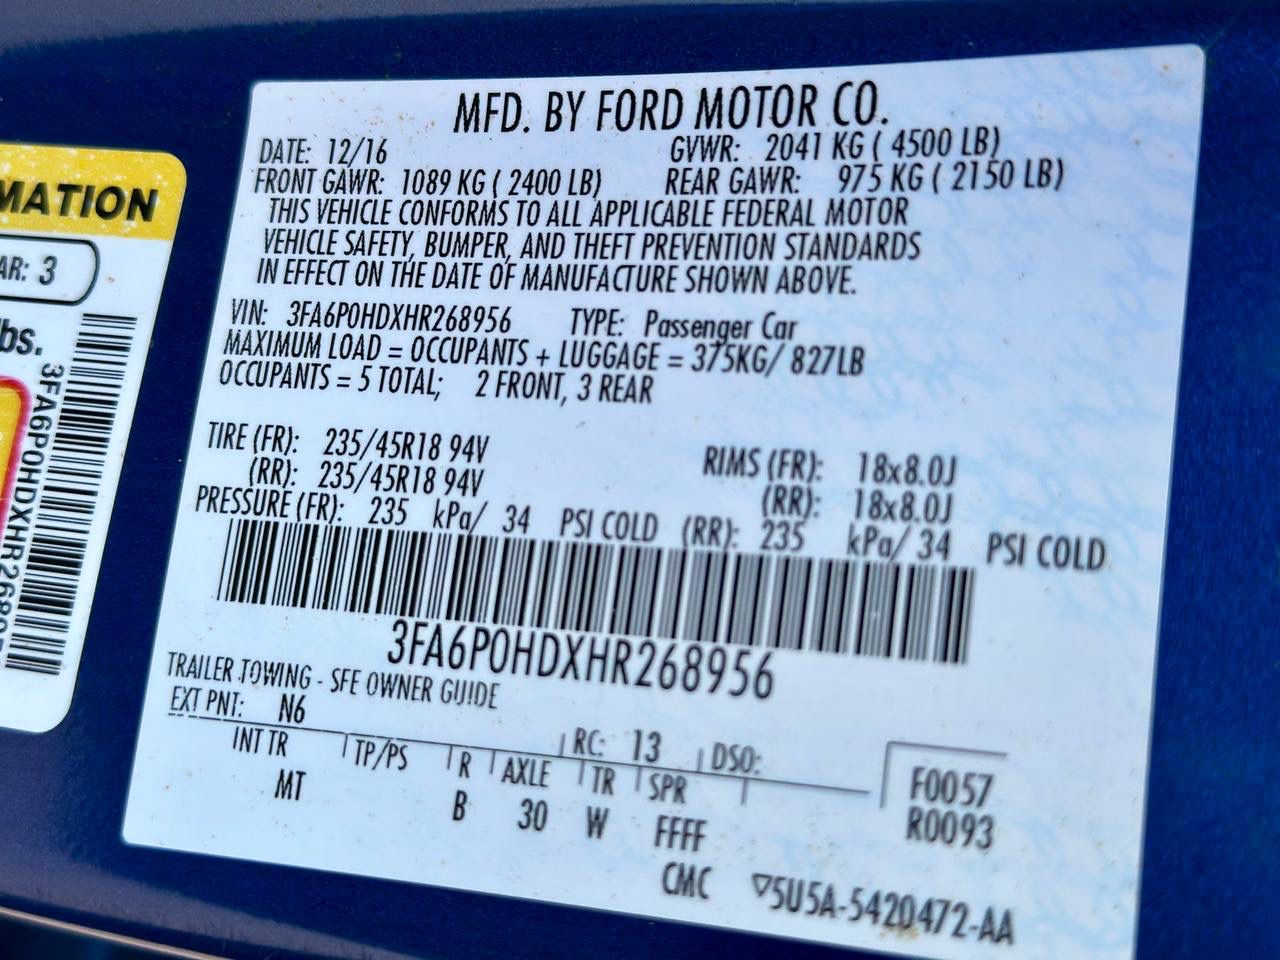 MATION
AR: 3
bs.
3FA6P0HDXHR26895
MFD. BY FORD MOTOR CO.
DATE: 12/16 GVWR: 2041 KG ( 4500 LB)
FRONT GAWR: 1089 KG ( 2400 LB) REAR GAWR: 975 KG ( 2150 LB)
THIS VEHICLE CONFORMS TO ALL APPLICABLE FEDERAL MOTOR
VEHICLE SAFETY, BUMPER, AND THEFT PREVENTION STANDARDS
IN EFFECT ON THE DATE OF MANUFACTURE SHOWN ABOVE.
VIN: 3FA6P0HDXHR268956 TYPE: Passenger Car
MAXIMUM LOAD = OCCUPANTS + LUGGAGE = 375KG/ 827LB
OCCUPANTS = 5 TOTAL; 2 FRONT, 3 REAR
TIRE (FR): 235/45R18 94V RIMS (FR): 18x8.0J
(RR): 235/45R18 94V (RR): 18x8.0J
PRESSURE (FR): 235 kPa/ 34 PSI COLD (RR): 235 kPa/ 34 PSI COLD
3FA6P0HDXHR268956
TRAILER TOWING - SEE OWNER GUIDE
EXT PNT: N6 RC: 13 DSO:
INT TR TP/PS R AXLE TR SPR F0057
MT B 30 W FFFF R0093
CMC ▽5U5A-5420472-AA